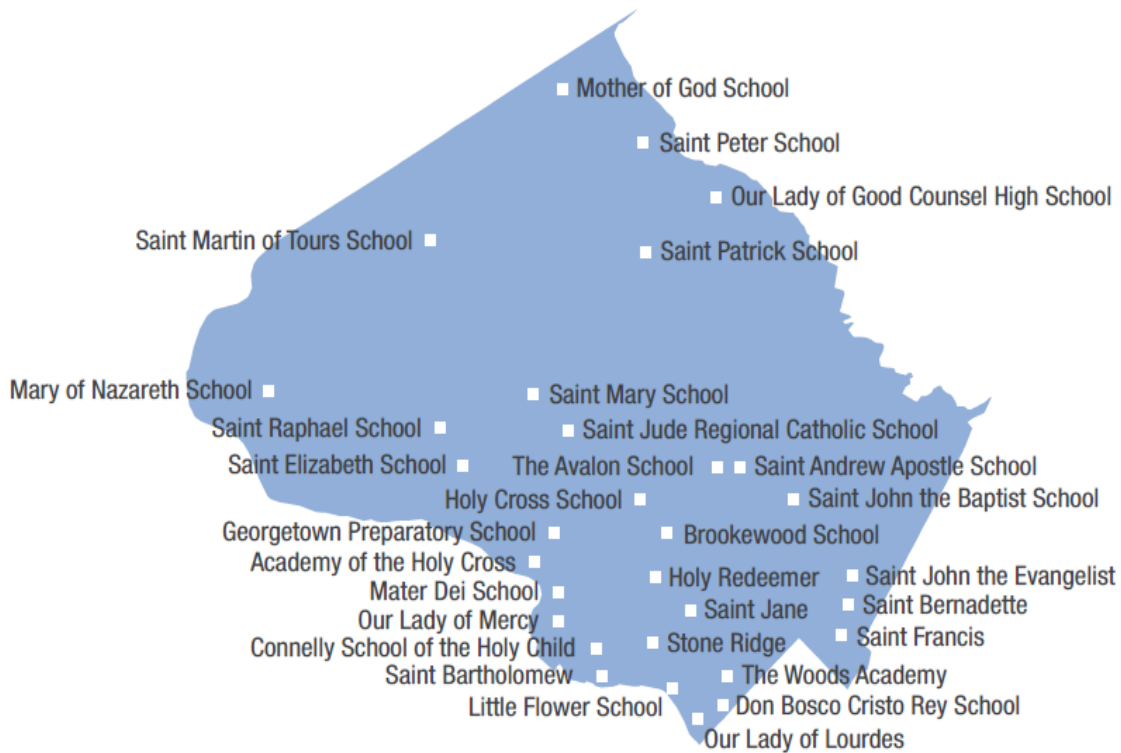 Mother of God School
Saint Peter School
Our Lady of Good Counsel High School
Saint Martin of Tours School
Saint Patrick School
Mary of Nazareth School
Saint Mary School
Saint Raphael School
Saint Jude Regional Catholic School
Saint Elizabeth School
The Avalon School
Saint Andrew Apostle School
Holy Cross School
Saint John the Baptist School
Georgetown Preparatory School
Brookewood School
Academy of the Holy Cross
Holy Redeemer
Saint John the Evangelist
Mater Dei School
Saint Jane
Saint Bernadette
Our Lady of Mercy
Stone Ridge
Saint Francis
Connelly School of the Holy Child
Saint Bartholomew
The Woods Academy
Little Flower School
Don Bosco Cristo Rey School
Our Lady of Lourdes